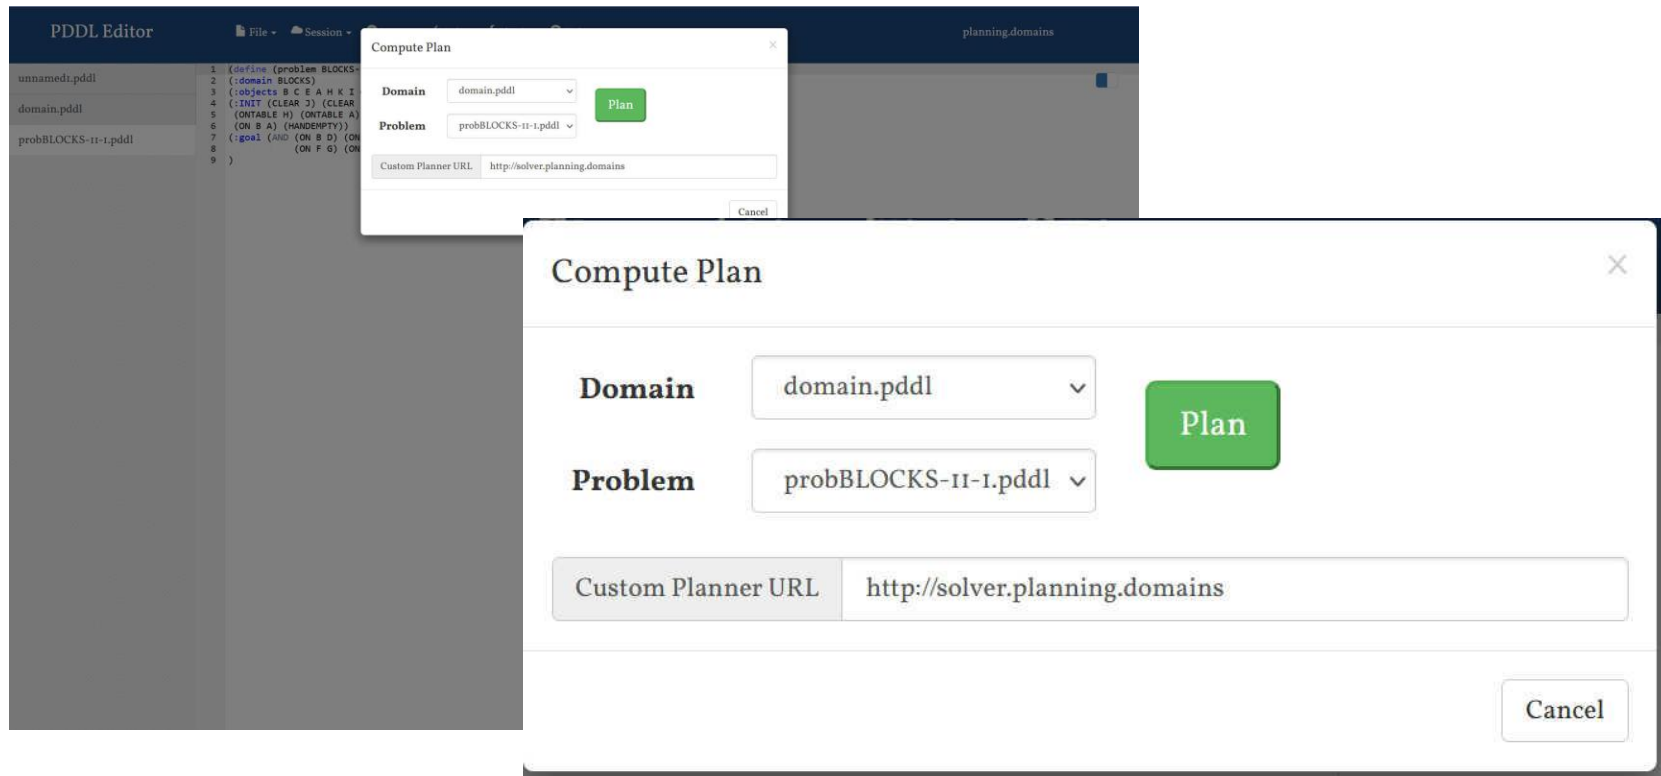 PDDL Editor
File
Session
planning.domains
unnamed1.pddl
domain.pddl
probBLOCKS-11-1.pddl
1 (define (problem BLOCKS-
2 (:domain BLOCKS)
3 (:objects B C E A H K I
4 (:INIT (CLEAR J) (CLEAR
5 (ONTABLE H) (ONTABLE A)
6 (ON B A) (HANDEMPTY))
7 (:goal (AND (ON B D) (ON
8 (ON F G) (ON
9 )
Compute Plan ×
Domain domain.pddl
Plan
Problem probBLOCKS-11-1.pddl
Custom Planner URL http://solver.planning.domains
Cancel
Compute Plan ×
Domain domain.pddl
Plan
Problem probBLOCKS-11-1.pddl
Custom Planner URL http://solver.planning.domains
Cancel